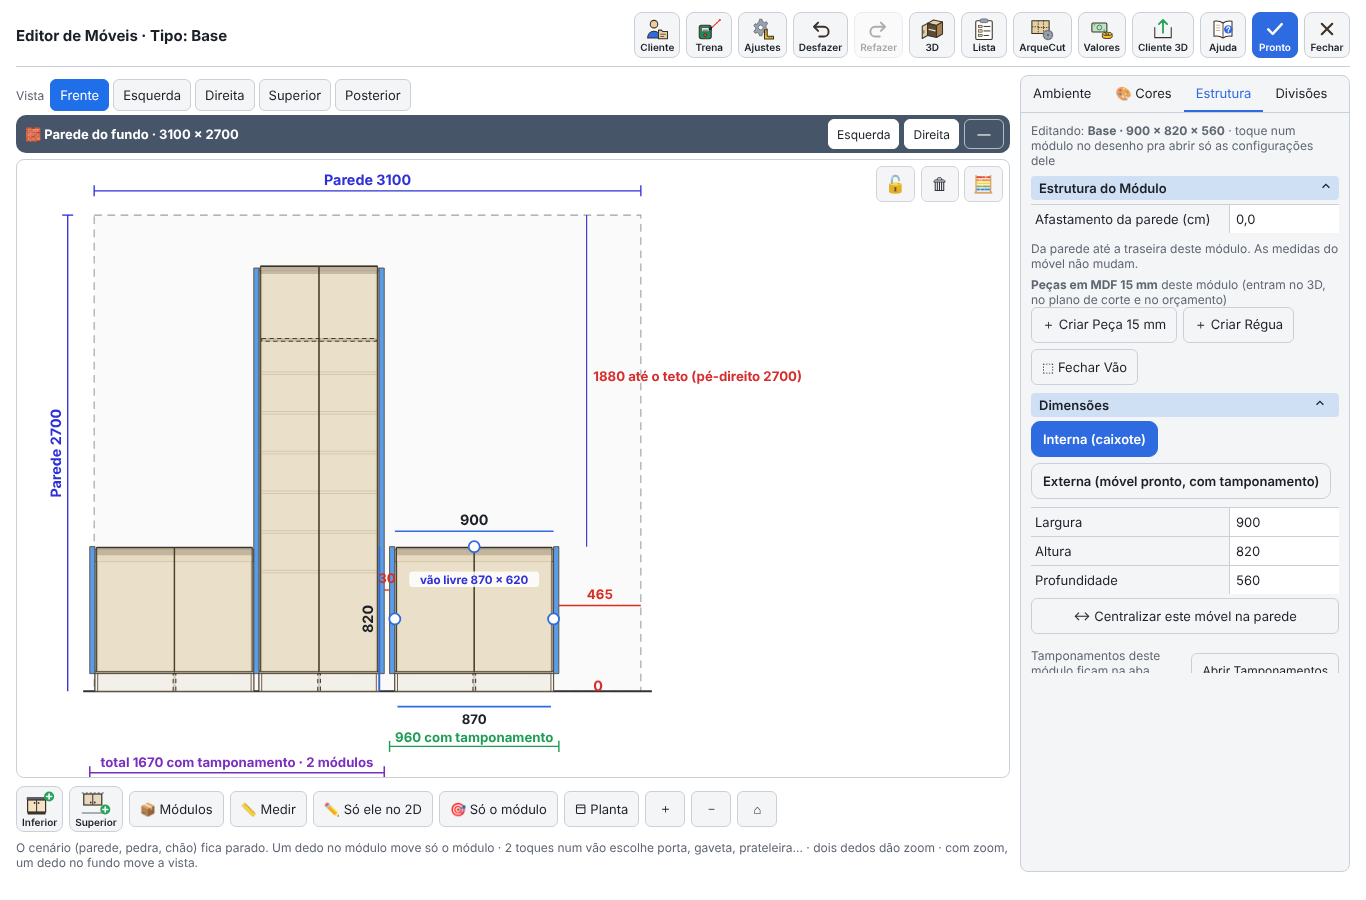 Editor de Móveis · Tipo: Base
Cliente
Trena
Ajustes
Desfazer
Refazer
3D
Lista
ArqueCut
Valores
Cliente 3D
Ajuda
Pronto
Fechar
Vista
Frente
Esquerda
Direita
Superior
Posterior
🧱 Parede do fundo · 3100 × 2700
Esquerda
Direita
—
Parede 3100
Parede 2700
1880 até o teto (pé-direito 2700)
900
30
vão livre 870 × 620
820
465
0
870
960 com tamponamento
total 1670 com tamponamento · 2 módulos
Inferior
Superior
📦 Módulos
📏 Medir
✏️ Só ele no 2D
🎯 Só o módulo
Planta
+
−
⌂
O cenário (parede, pedra, chão) fica parado. Um dedo no módulo move só o módulo · 2 toques num vão escolhe porta, gaveta, prateleira... · dois dedos dão zoom · com zoom,
um dedo no fundo move a vista.
Ambiente
🎨 Cores
Estrutura
Divisões
Editando: Base · 900 × 820 × 560 · toque num
módulo no desenho pra abrir só as configurações
dele
Estrutura do Módulo
Afastamento da parede (cm)
0,0
Da parede até a traseira deste módulo. As medidas do
móvel não mudam.
Peças em MDF 15 mm deste módulo (entram no 3D,
no plano de corte e no orçamento)
+ Criar Peça 15 mm
+ Criar Régua
⬚ Fechar Vão
Dimensões
Interna (caixote)
Externa (móvel pronto, com tamponamento)
Largura
900
Altura
820
Profundidade
560
↔ Centralizar este móvel na parede
Tamponamentos deste
módulo ficam na aba
Abrir Tamponamentos